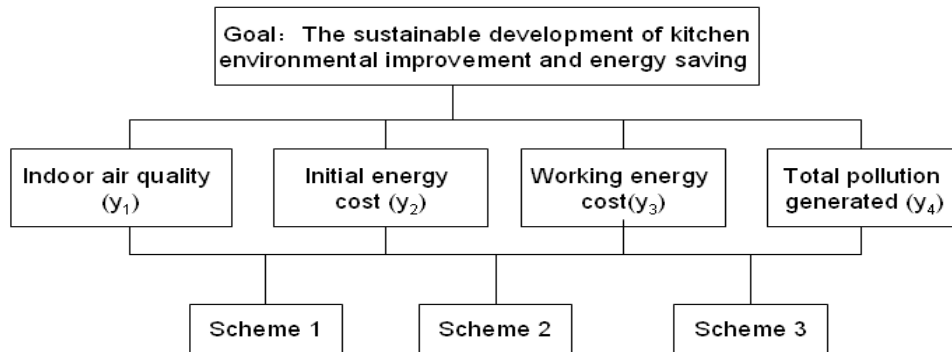 Goal: The sustainable development of kitchen
environmental improvement and energy saving
Indoor air quality
(y₁)
Initial energy
cost (y₂)
Working energy
cost(y₃)
Total pollution
generated (y₄)
Scheme 1
Scheme 2
Scheme 3